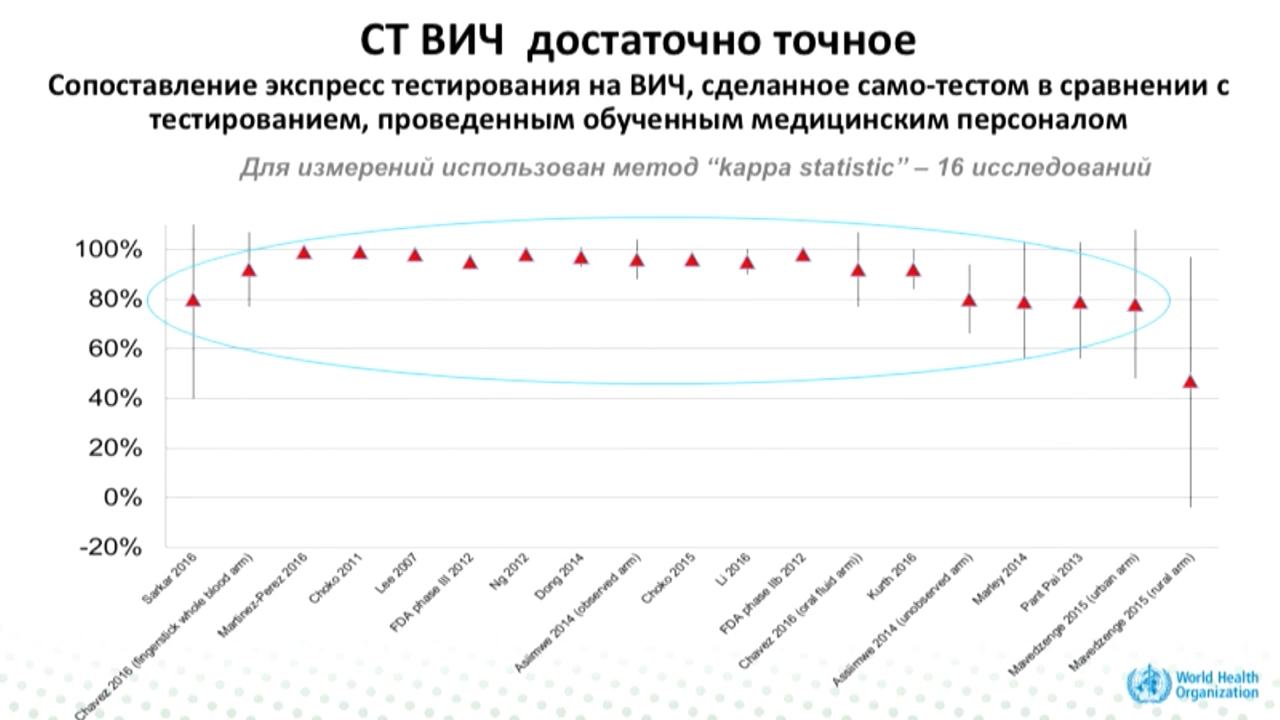 СТ ВИЧ достаточно точное
Сопоставление экспресс тестирования на ВИЧ, сделанное само-тестом в сравнении с
тестированием, проведенным обученным медицинским персоналом
Для измерений использован метод “kappa statistic” – 16 исследований
100%
80%
60%
40%
20%
0%
-20%
Sarkar 2016
Chavez 2016 (fingerstick whole blood arm)
Martinez-Perez 2016
Choko 2011
Lee 2007
FDA phase III 2012
Ng 2012
Dong 2014
Asiimwe 2014 (observed arm)
Choko 2015
Li 2016
FDA phase IIb 2012
Chavez 2016 (oral fluid arm))
Kurth 2016
Assiimwe 2014 (unobserved arm)
Marley 2014
Pant Pai 2013
Mavedzenge 2015 (urban arm)
Mavedzenge 2015 (rural arm)
World Health
Organization